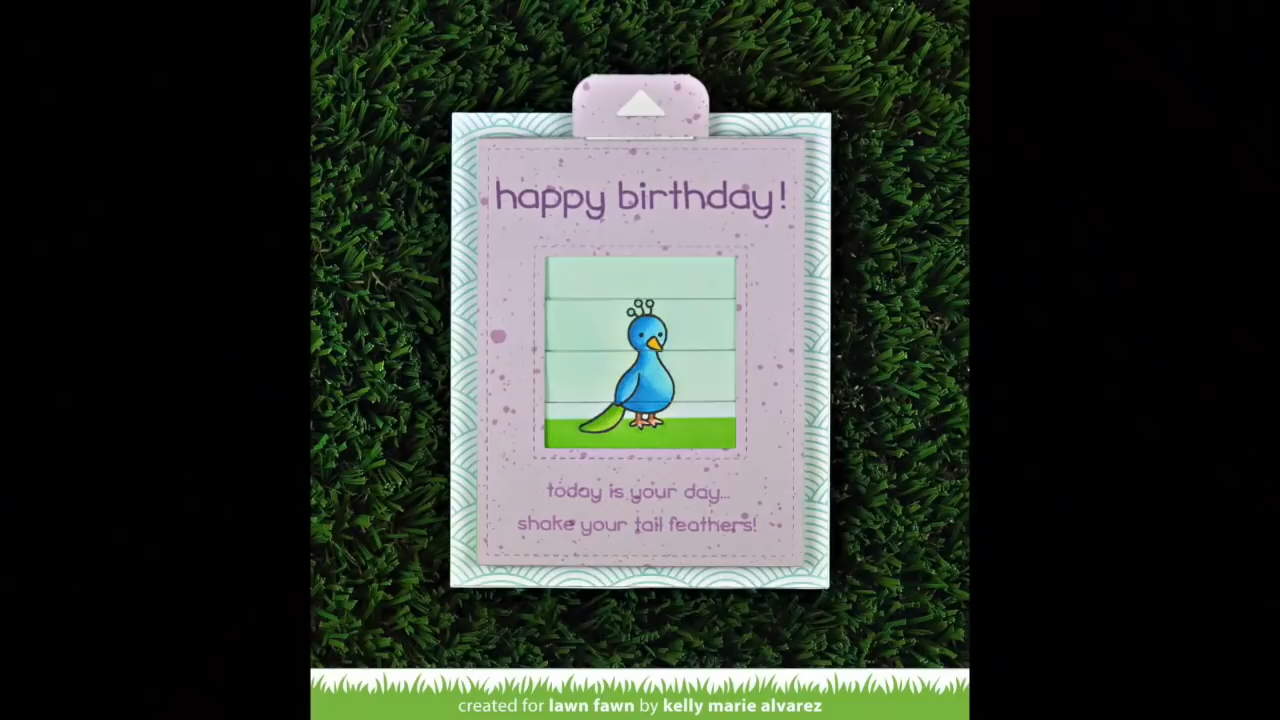 happy birthday!
today is your day...
shake your tail feathers!
created for lawn fawn by kelly marie alvarez